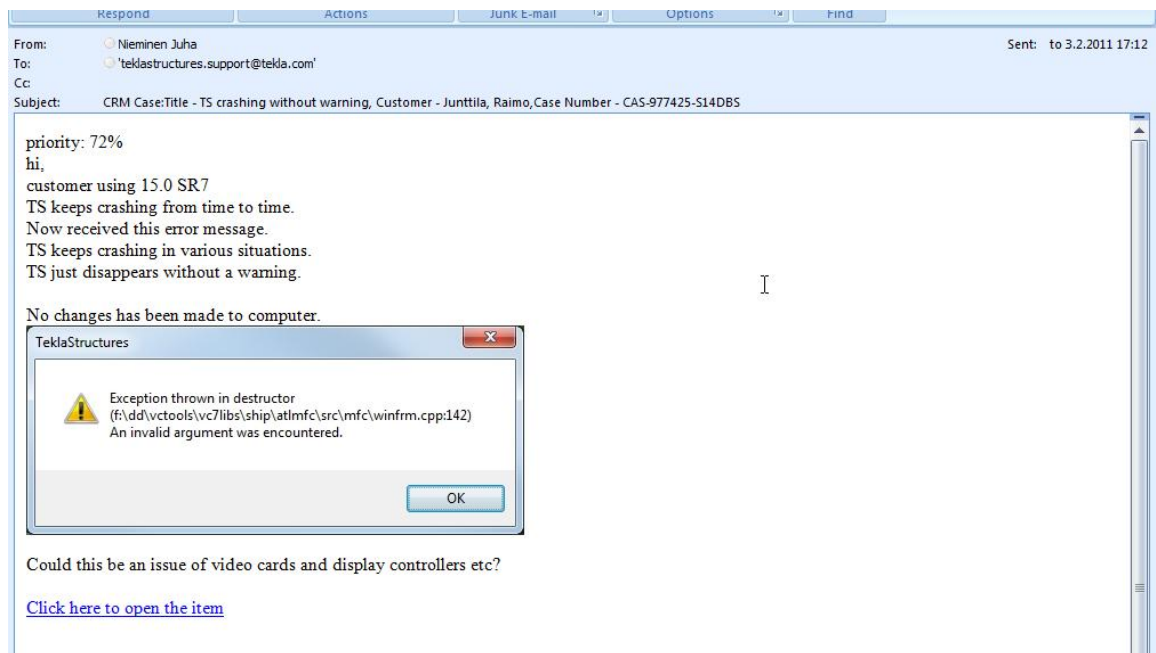 Respond Actions Junk E-mail Options Find
From: Nieminen Juha Sent: to 3.2.2011 17:12
To: 'teklastructures.support@tekla.com'
Cc:
Subject: CRM Case:Title - TS crashing without warning, Customer - Junttila, Raimo,Case Number - CAS-977425-S14DBS
priority: 72%
hi,
customer using 15.0 SR7
TS keeps crashing from time to time.
Now received this error message.
TS keeps crashing in various situations.
TS just disappears without a warning.
No changes has been made to computer.
TeklaStructures
Exception thrown in destructor
(f:\dd\vctools\vc7libs\ship\atlmfc\src\mfc\winfrm.cpp:142)
An invalid argument was encountered.
OK
Could this be an issue of video cards and display controllers etc?
Click here to open the item